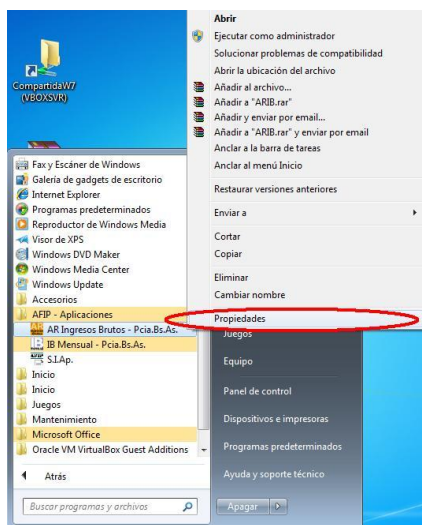 CompartidaW7
(VBOXSVR)
Abrir
Ejecutar como administrador
Solucionar problemas de compatibilidad
Abrir la ubicación del archivo
Añadir al archivo...
Añadir a "ARIB.rar"
Añadir y enviar por email...
Añadir a "ARIB.rar" y enviar por email
Anclar a la barra de tareas
Anclar al menú Inicio
Restaurar versiones anteriores
Enviar a
Cortar
Copiar
Eliminar
Cambiar nombre
Propiedades
Fax y Escáner de Windows
Galería de gadgets de escritorio
Internet Explorer
Programas predeterminados
Reproductor de Windows Media
Visor de XPS
Windows DVD Maker
Windows Media Center
Windows Update
Accesorios
AFIP - Aplicaciones
AR Ingresos Brutos - Pcia.Bs.As.
IB Mensual - Pcia.Bs.As.
S.I.Ap.
Inicio
Inicio
Juegos
Mantenimiento
Microsoft Office
Oracle VM VirtualBox Guest Additions
Atrás
Buscar programas y archivos
Juegos
Equipo
Panel de control
Dispositivos e impresoras
Programas predeterminados
Ayuda y soporte técnico
Apagar